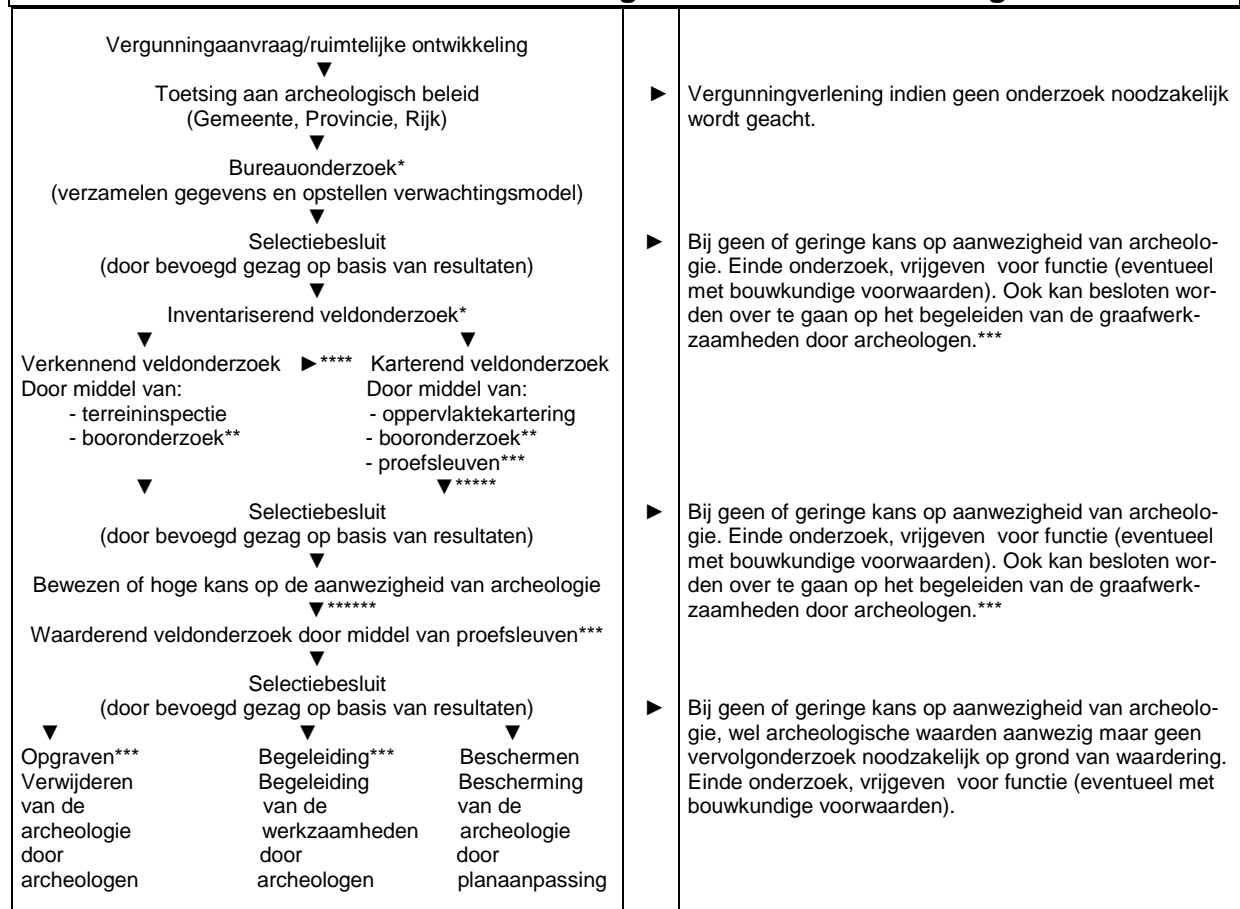 Vergunningaanvraag/ruimtelijke ontwikkeling
▼
Toetsing aan archeologisch beleid
(Gemeente, Provincie, Rijk)
► Vergunningverlening indien geen onderzoek noodzakelijk
wordt geacht.
▼
Bureauonderzoek*
(verzamelen gegevens en opstellen verwachtingsmodel)
▼
Selectiebesluit
(door bevoegd gezag op basis van resultaten)
► Bij geen of geringe kans op aanwezigheid van archeolo-
gie. Einde onderzoek, vrijgeven voor functie (eventueel
met bouwkundige voorwaarden). Ook kan besloten wor-
den over te gaan op het begeleiden van de graafwerk-
zaamheden door archeologen.***
▼
Inventariserend veldonderzoek*
▼ ▼
Verkennend veldonderzoek ►**** Karterend veldonderzoek
Door middel van: Door middel van:
- terreininspectie - oppervlaktekartering
- booronderzoek** - booronderzoek**
- proefsleuven***
▼ ▼*****
Selectiebesluit
(door bevoegd gezag op basis van resultaten)
► Bij geen of geringe kans op aanwezigheid van archeolo-
gie. Einde onderzoek, vrijgeven voor functie (eventueel
met bouwkundige voorwaarden). Ook kan besloten wor-
den over te gaan op het begeleiden van de graafwerk-
zaamheden door archeologen.***
▼
Bewezen of hoge kans op de aanwezigheid van archeologie
▼******
Waarderend veldonderzoek door middel van proefsleuven***
▼
Selectiebesluit
(door bevoegd gezag op basis van resultaten)
► Bij geen of geringe kans op aanwezigheid van archeolo-
gie, wel archeologische waarden aanwezig maar geen
vervolgonderzoek noodzakelijk op grond van waardering.
Einde onderzoek, vrijgeven voor functie (eventueel met
bouwkundige voorwaarden).
▼ ▼ ▼
Opgraven*** Begeleiding*** Beschermen
Verwijderen Begeleiding Bescherming
van de van de van de
archeologie werkzaamheden archeologie
door door door
archeologen archeologen planaanpassing